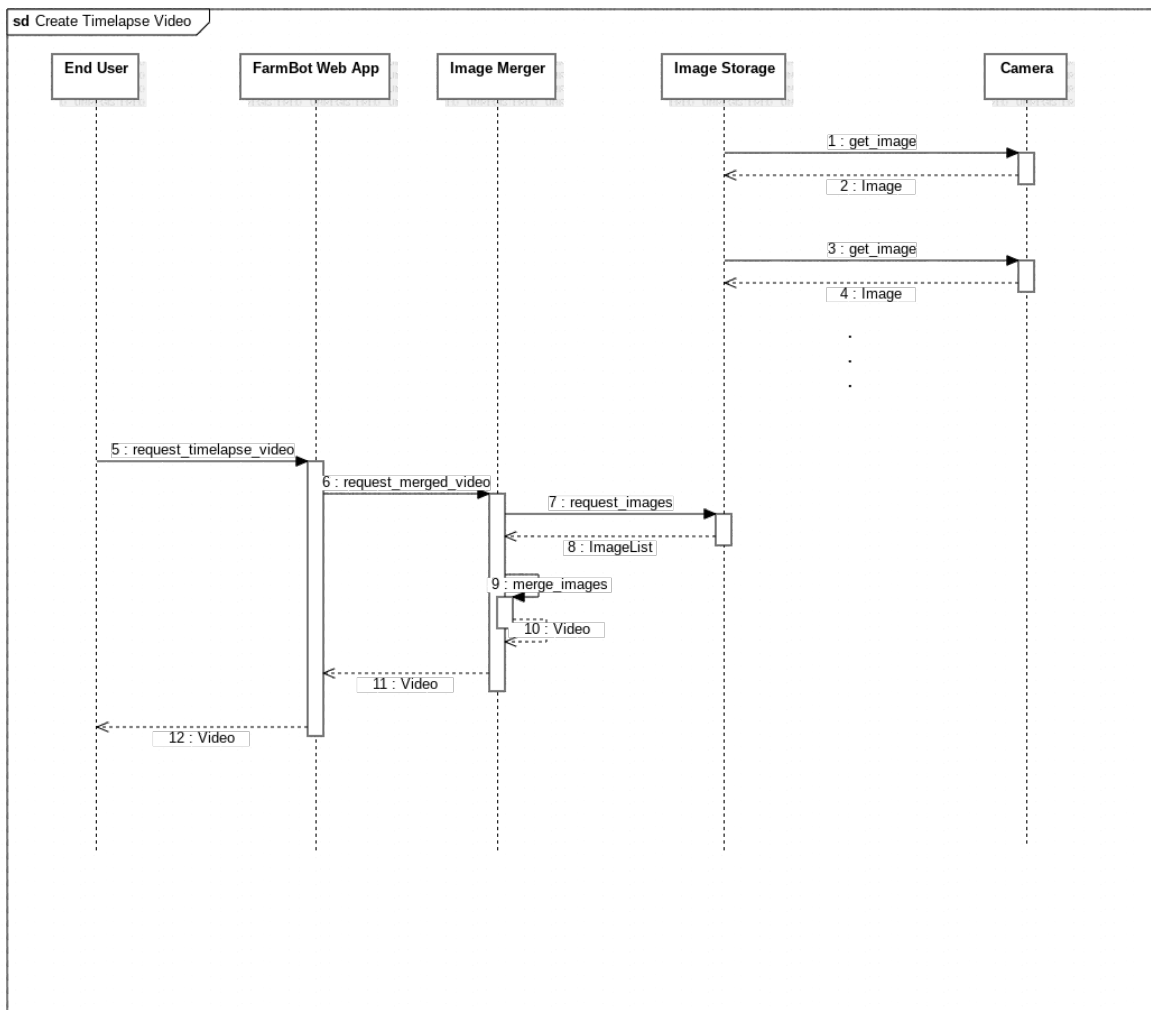 sd Create Timelapse Video
End User
FarmBot Web App
Image Merger
Image Storage
Camera
1 : get_image
2 : Image
3 : get_image
4 : Image
5 : request_timelapse_video
6 : request_merged_video
7 : request_images
8 : ImageList
9 : merge_images
10 : Video
11 : Video
12 : Video